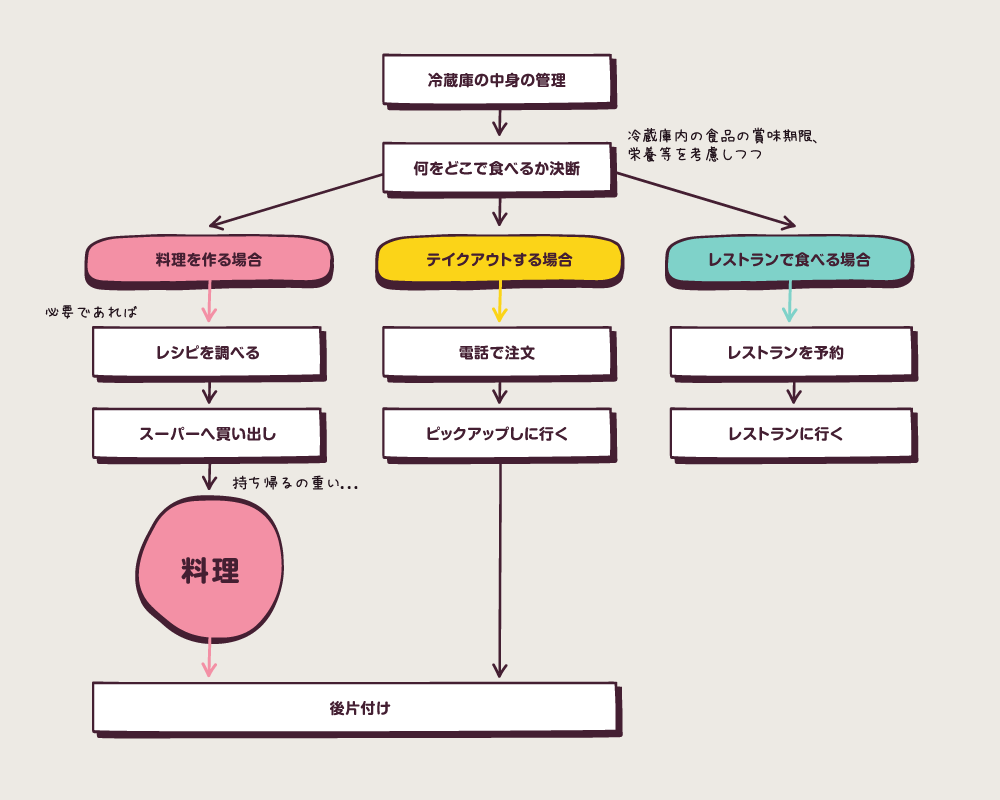 冷蔵庫の中身の管理
何をどこで食べるか決断
冷蔵庫内の食品の賞味期限、
栄養等を考慮しつつ
料理を作る場合
テイクアウトする場合
レストランで食べる場合
必要であれば
レシピを調べる
電話で注文
レストランを予約
スーパーへ買い出し
ピックアップしに行く
レストランに行く
持ち帰るの重い...
料理
後片付け